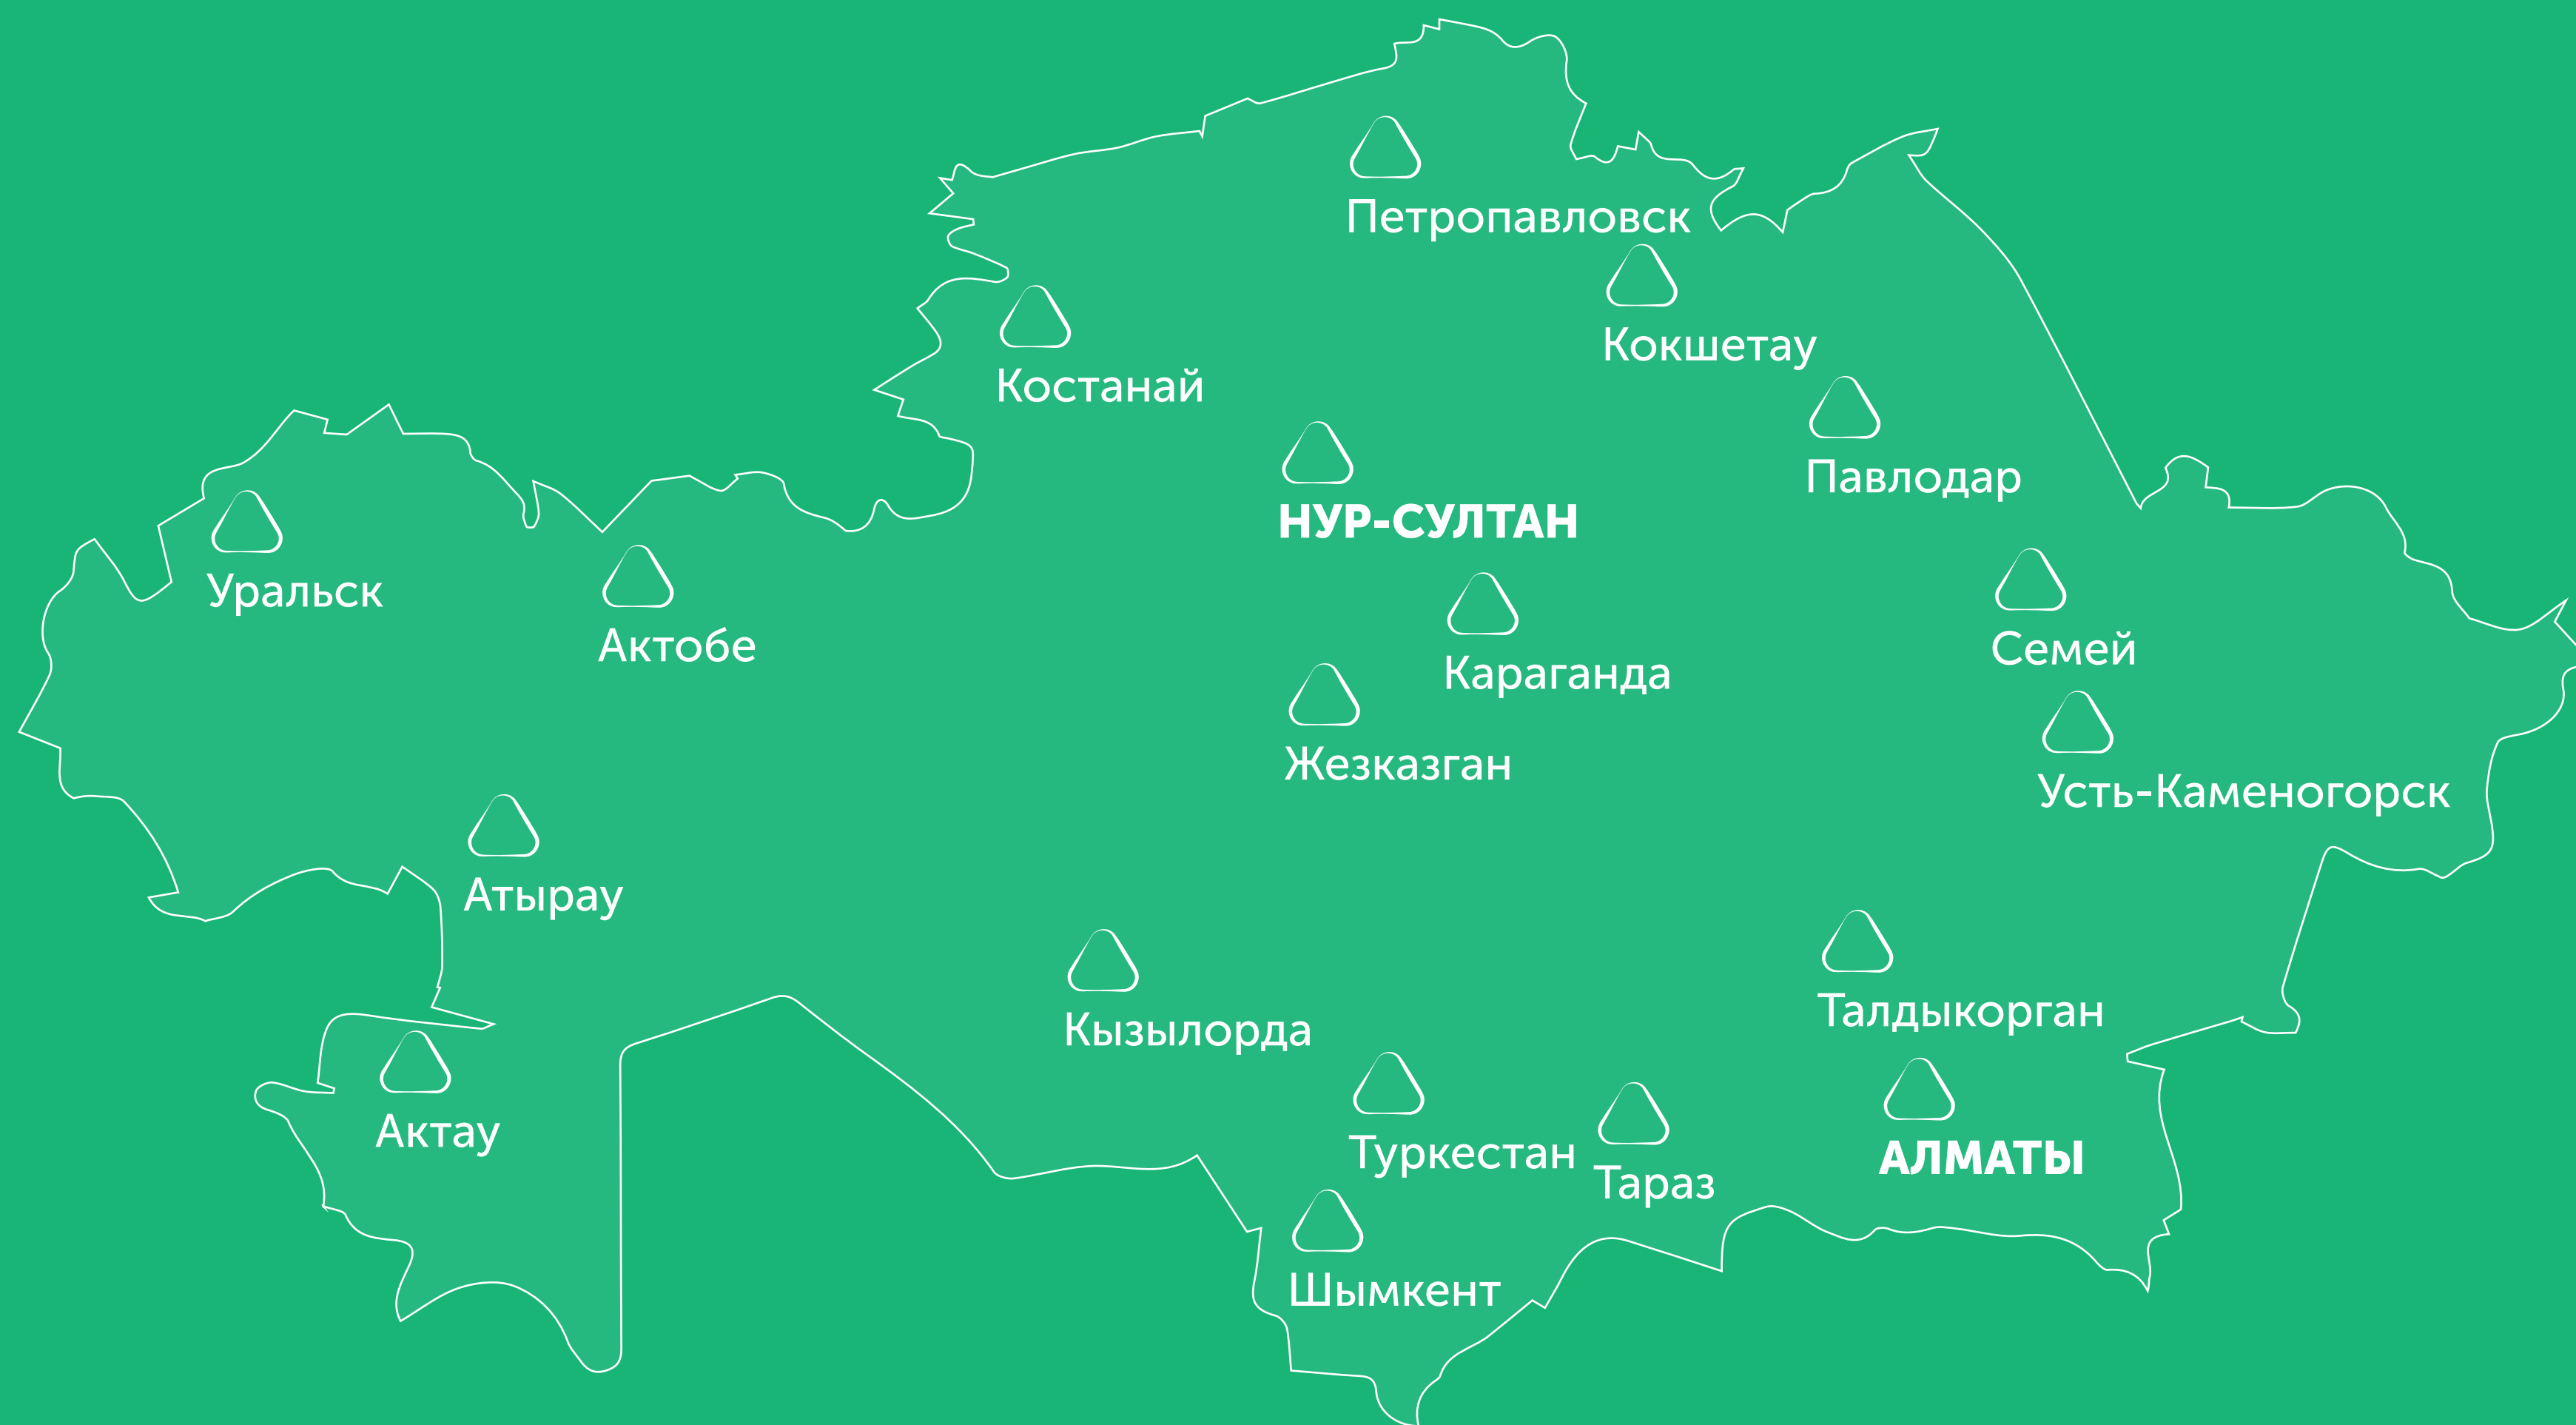 Петропавловск
Кокшетау
Костанай
Павлодар
НУР-СУЛТАН
Уральск
Актобе
Семей
Караганда
Жезказган
Усть-Каменогорск
Атырау
Талдыкорган
Кызылорда
Актау
Туркестан
АЛМАТЫ
Тараз
Шымкент